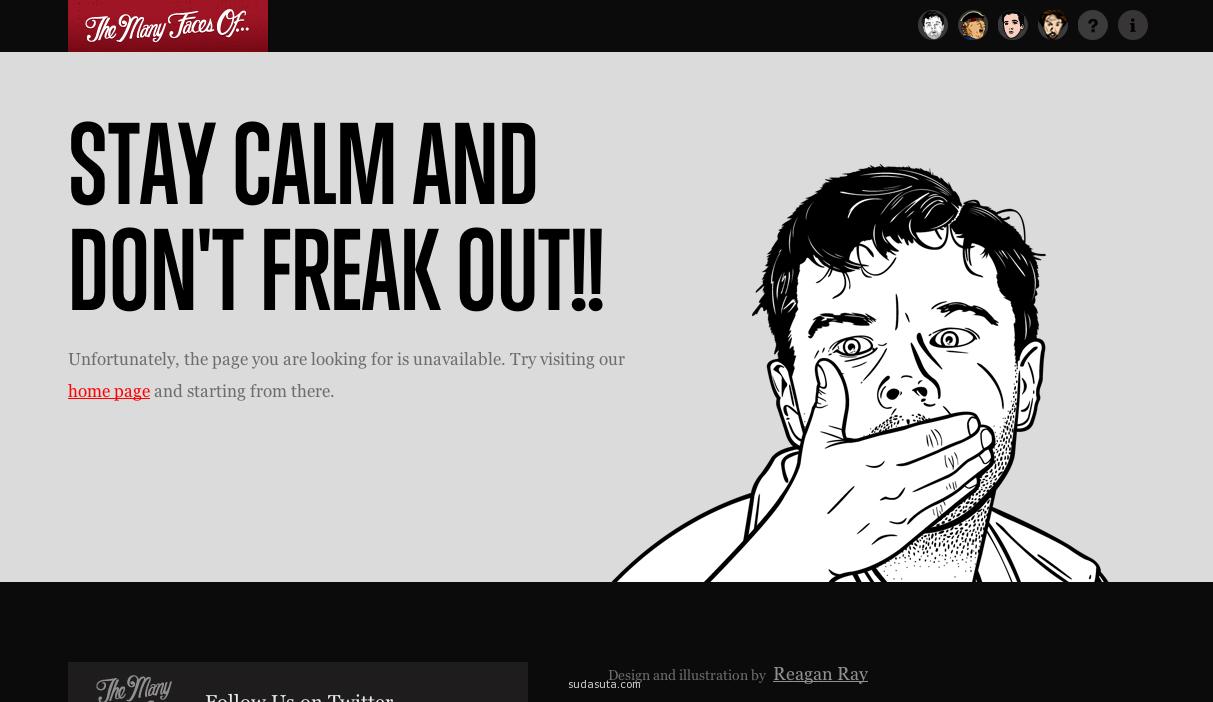 The Many Faces Of...
?
i
STAY CALM AND
DON'T FREAK OUT!!
Unfortunately, the page you are looking for is unavailable. Try visiting our
home page and starting from there.
The Many
Follow Us on Twitter
Design and illustration by Reagan Ray
sudasuta.com